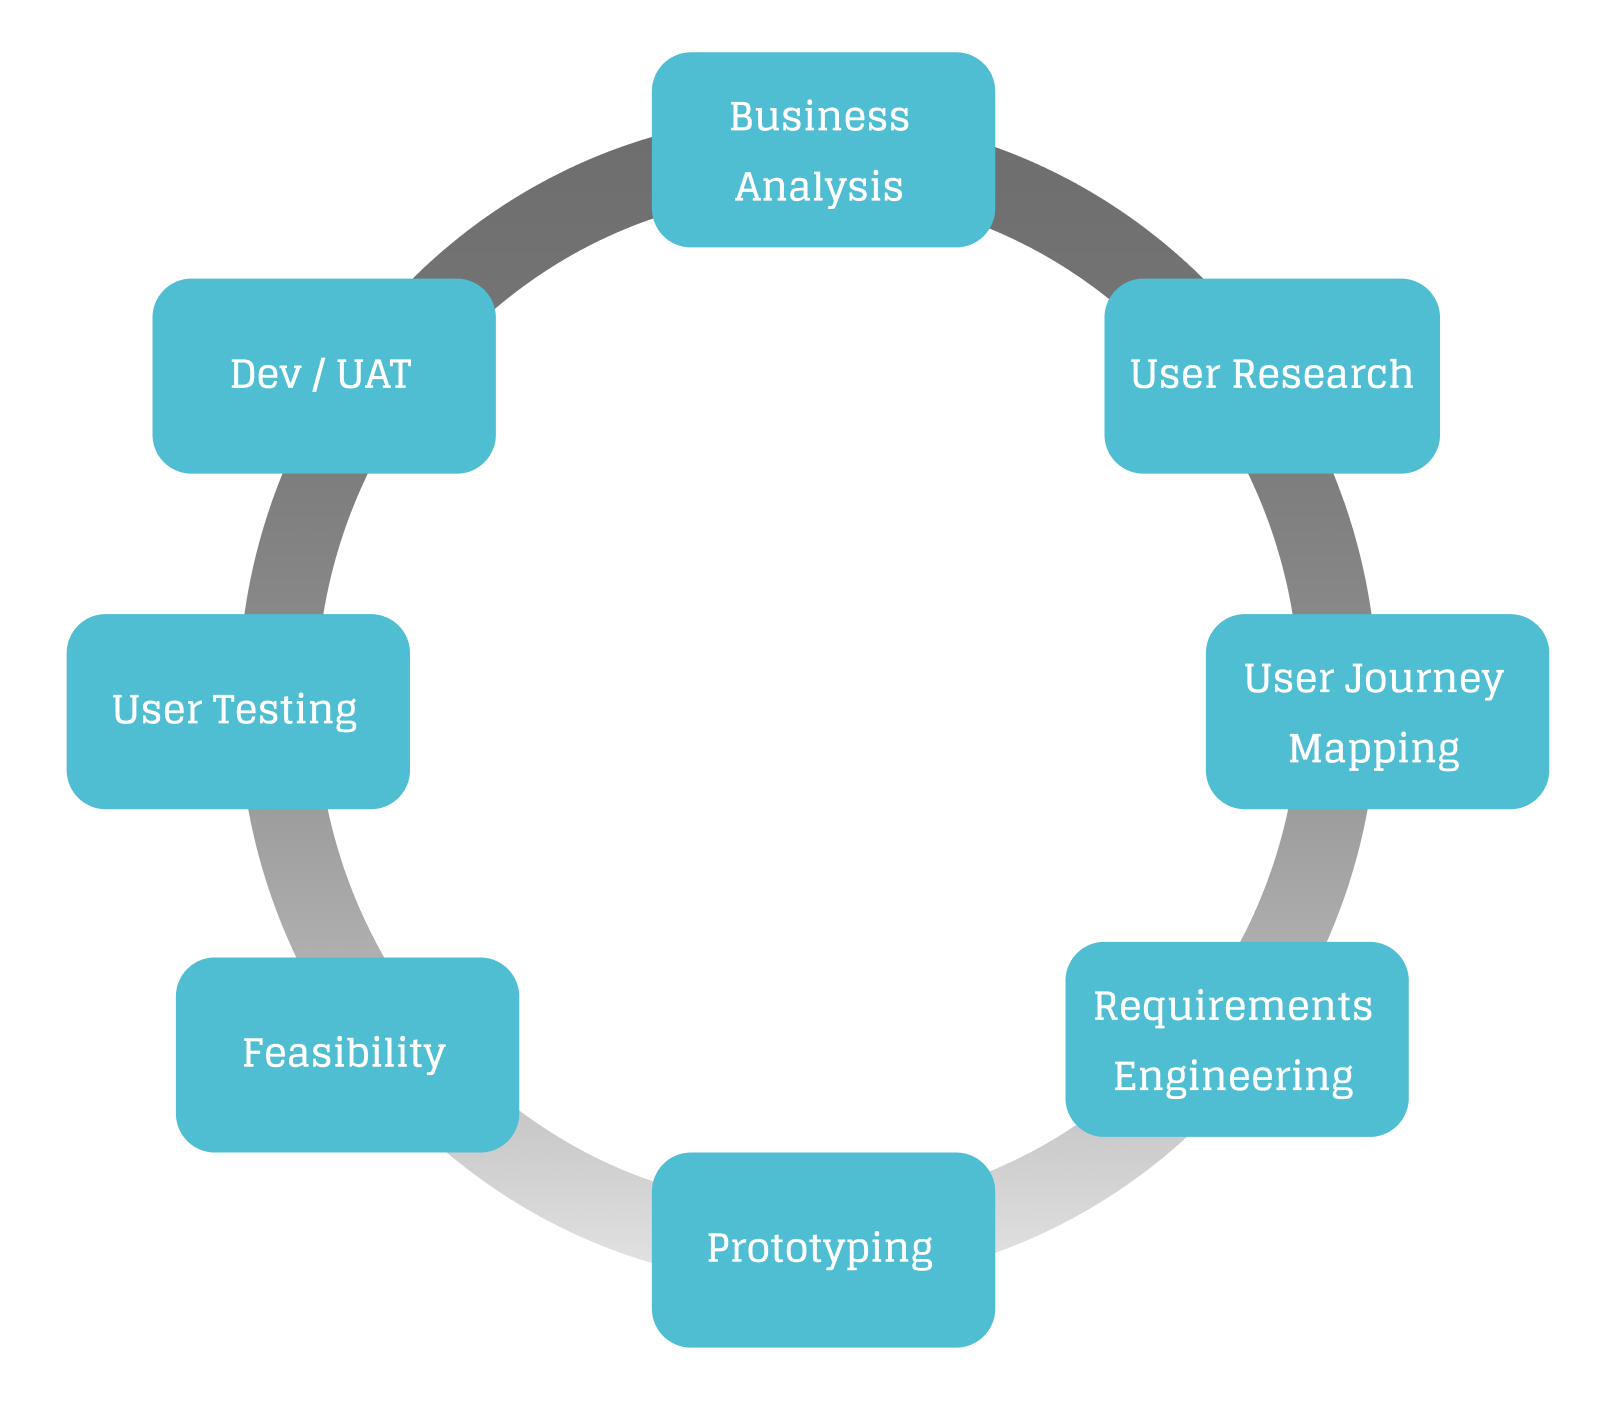 Business
Analysis
User Research
User Journey
Mapping
Requirements
Engineering
Prototyping
Feasibility
User Testing
Dev / UAT